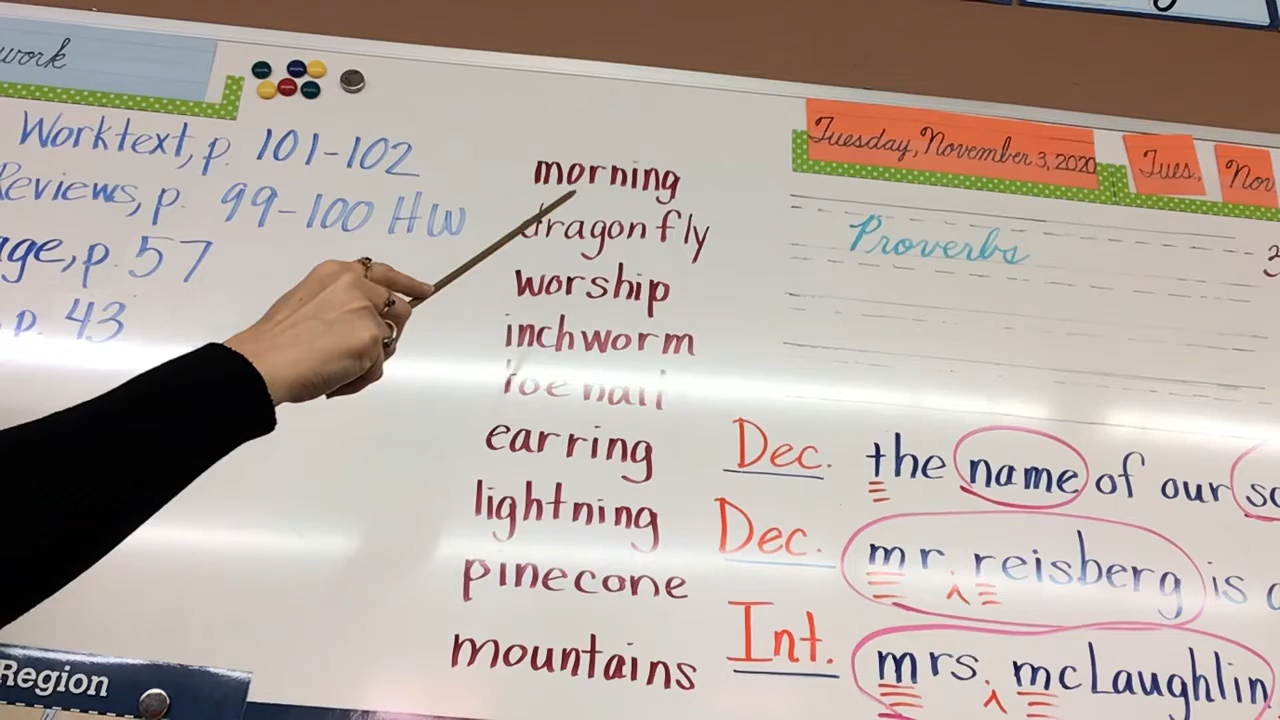 work
Worktext, p. 101-102
Reviews, p. 99-100 HW
p. 57
p. 43
morning
dragonfly
worship
inchworm
toenail
earring
lightning
pinecone
mountains
Tuesday, November 3, 2020
Tues.,
Nov
Proverbs
3
Dec. the name of our
Dec. mr. reisberg is
Int. mrs. mcLaughlin
Region